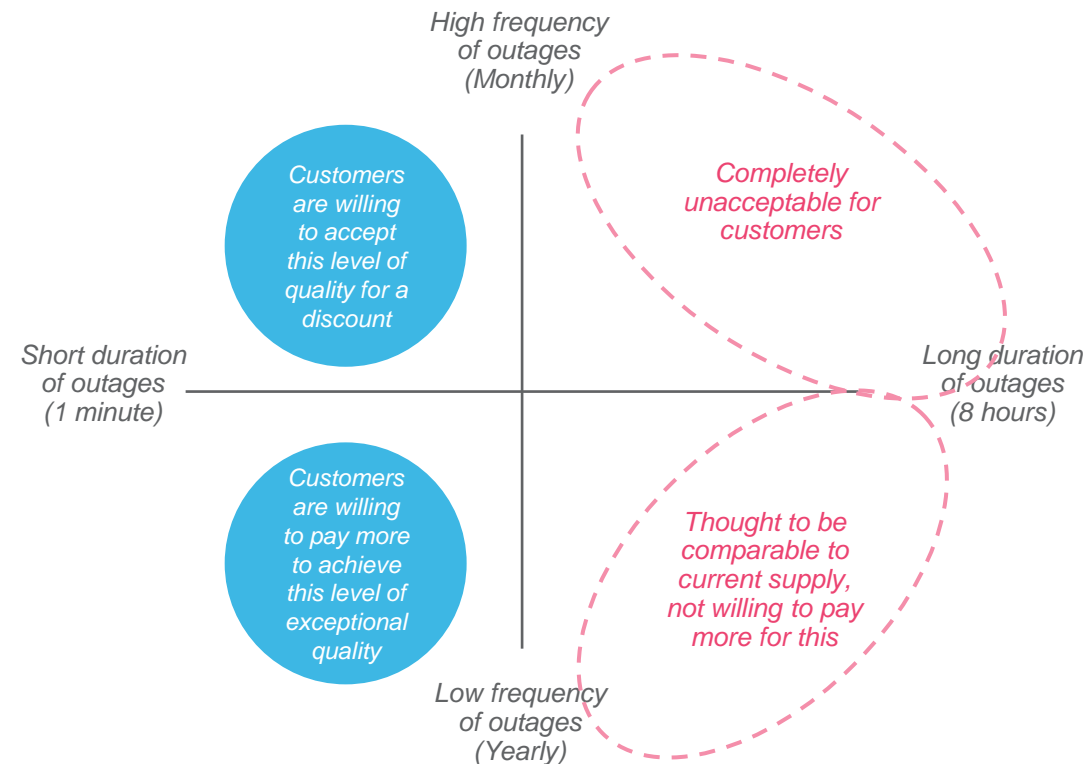 High frequency
of outages
(Monthly)
Customers
are willing
to accept
this level of
quality for a
discount
Completely
unacceptable for
customers
Short duration
of outages
(1 minute)
Long duration
of outages
(8 hours)
Customers
are willing
to pay more
to achieve
this level of
exceptional
quality
Thought to be
comparable to
current supply,
not willing to pay
more for this
Low frequency
of outages
(Yearly)